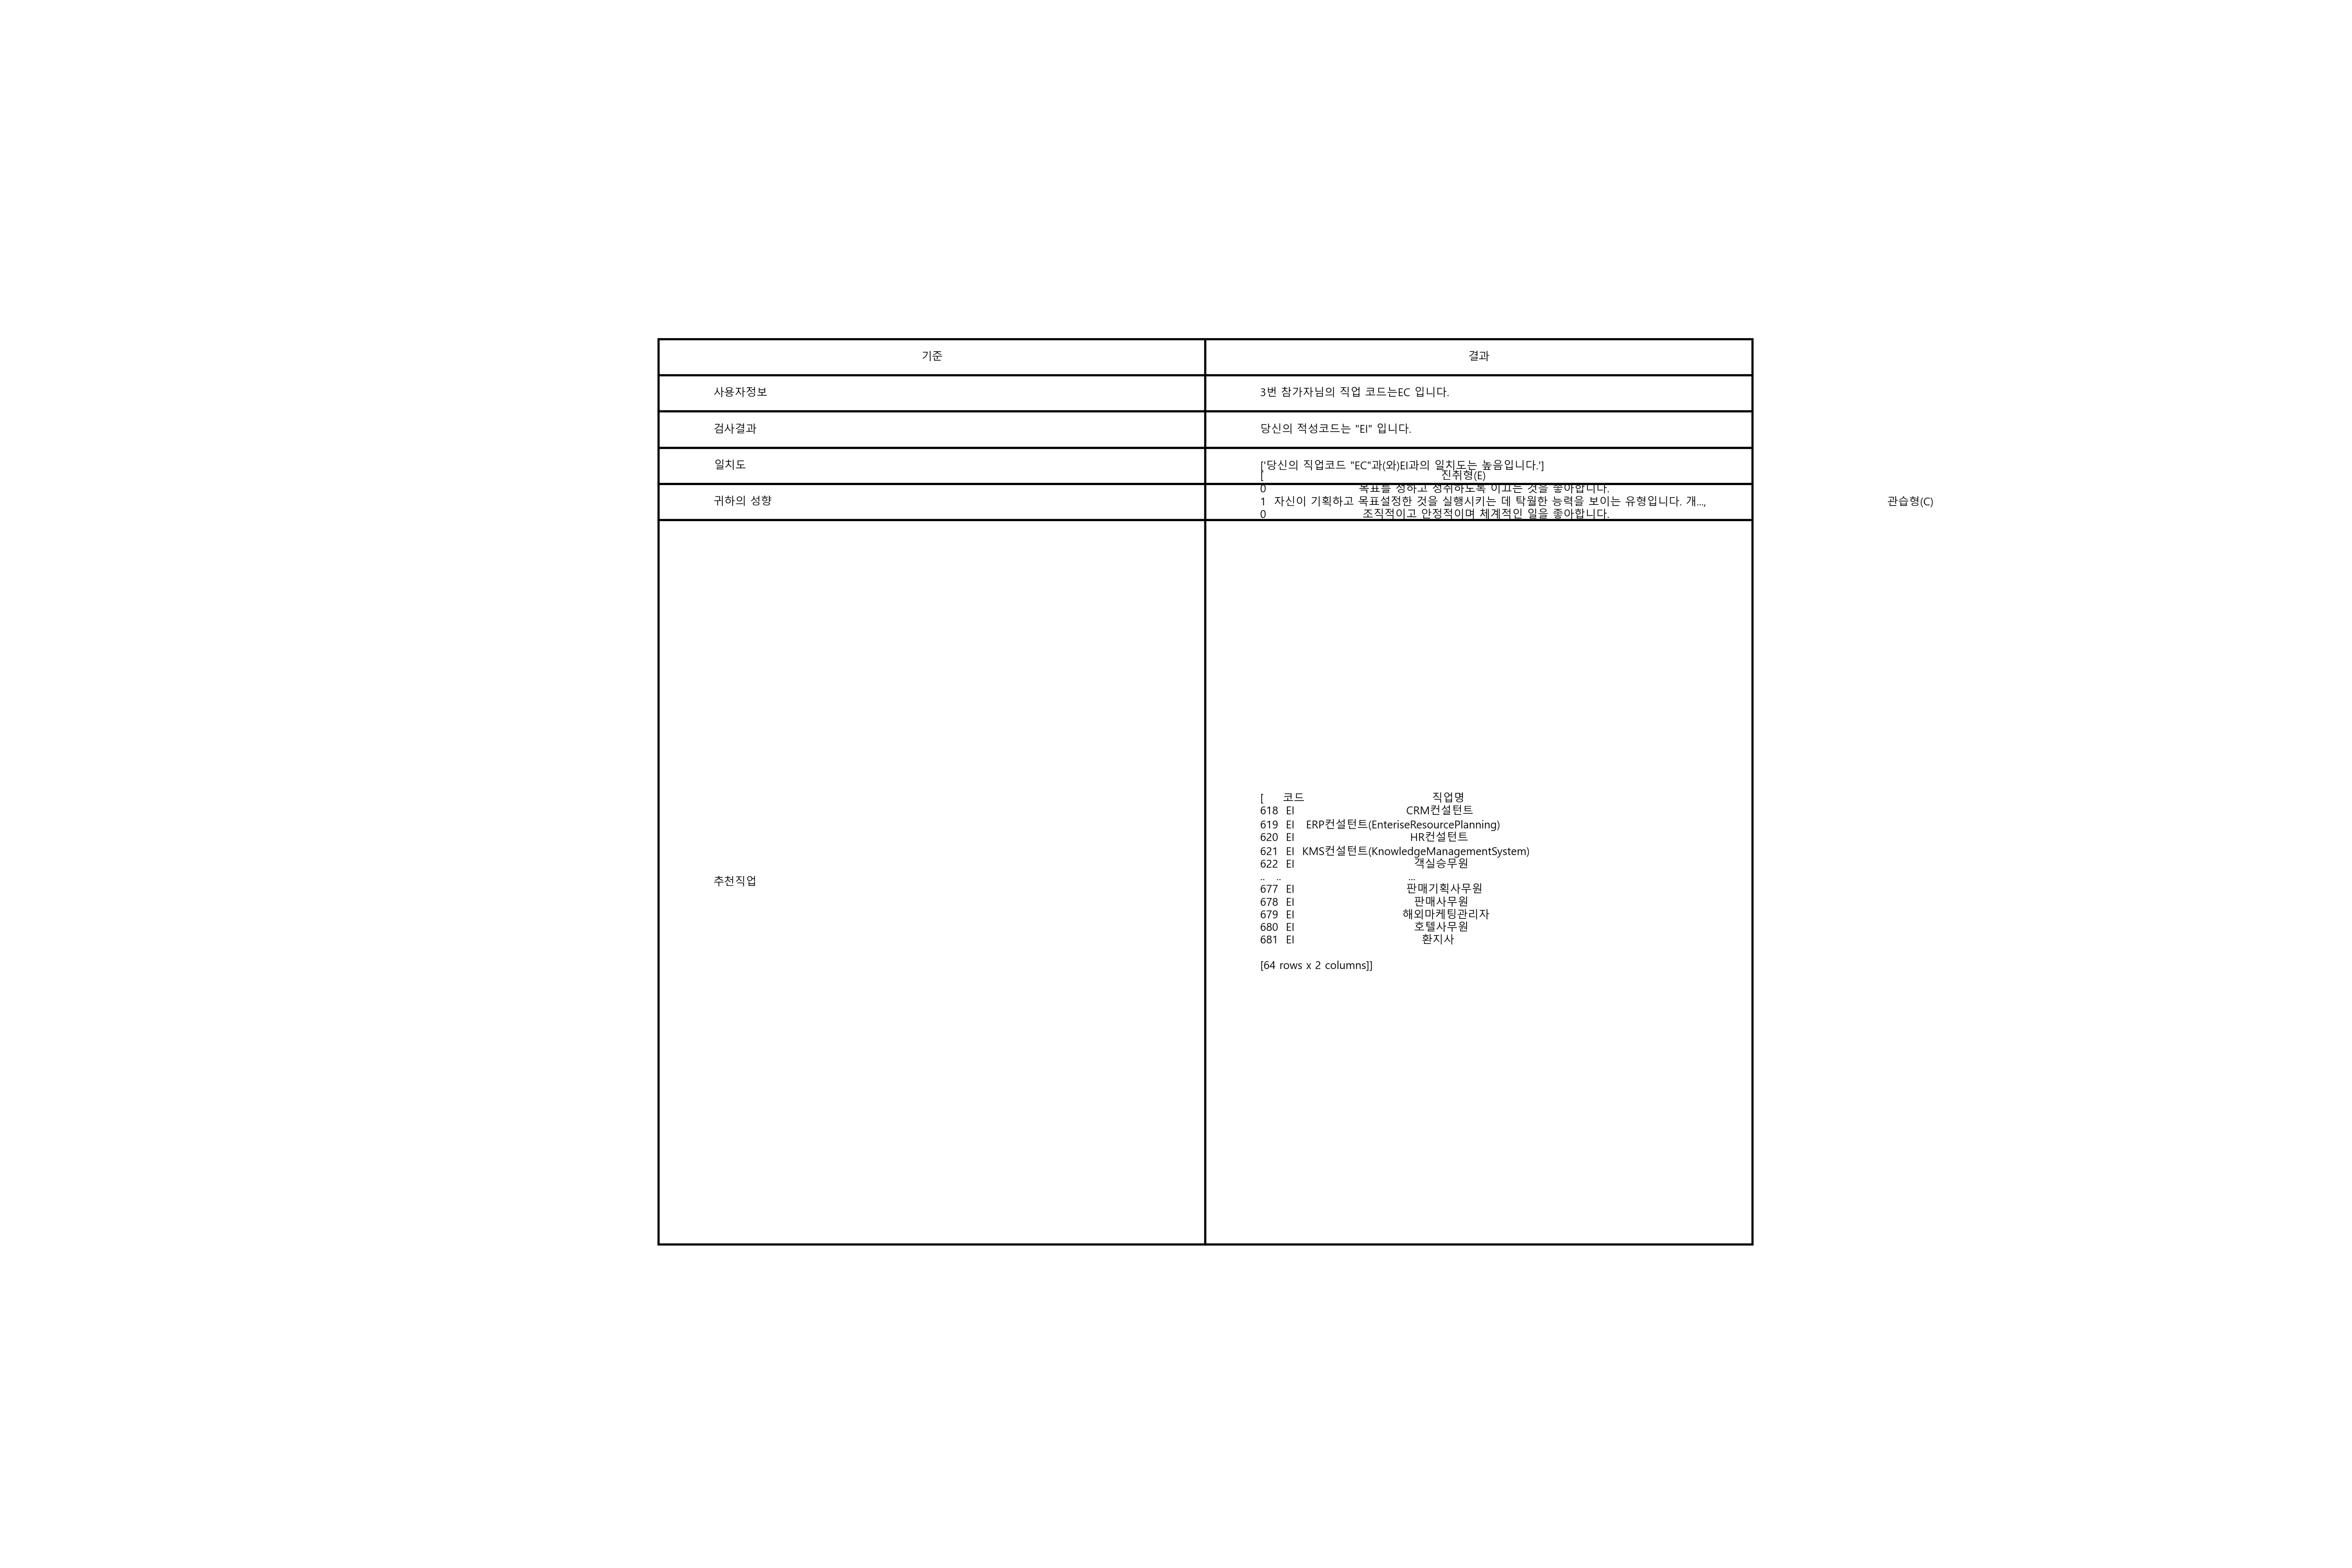 기준 결과
사용자정보 3번 참가자님의 직업 코드는EC 입니다.
검사결과 당신의 적성코드는 "EI" 입니다.
일치도 ['당신의 직업코드 "EC"과(와)EI과의 일치도는 높음입니다.']
[ 진취형(E)
0 목표를 정하고 성취하도록 이끄는 것을 좋아합니다.
귀하의 성향 1 자신이 기획하고 목표설정한 것을 실행시키는 데 탁월한 능력을 보이는 유형입니다. 개..., 관습형(C)
0 조직적이고 안정적이며 체계적인 일을 좋아합니다.
추천직업
[ 코드 직업명
618 EI CRM컨설턴트
619 EI ERP컨설턴트(EnteriseResourcePlanning)
620 EI HR컨설턴트
621 EI KMS컨설턴트(KnowledgeManagementSystem)
622 EI 객실승무원
.. .. ...
677 EI 판매기획사무원
678 EI 판매사무원
679 EI 해외마케팅관리자
680 EI 호텔사무원
681 EI 환지사
[64 rows x 2 columns]]